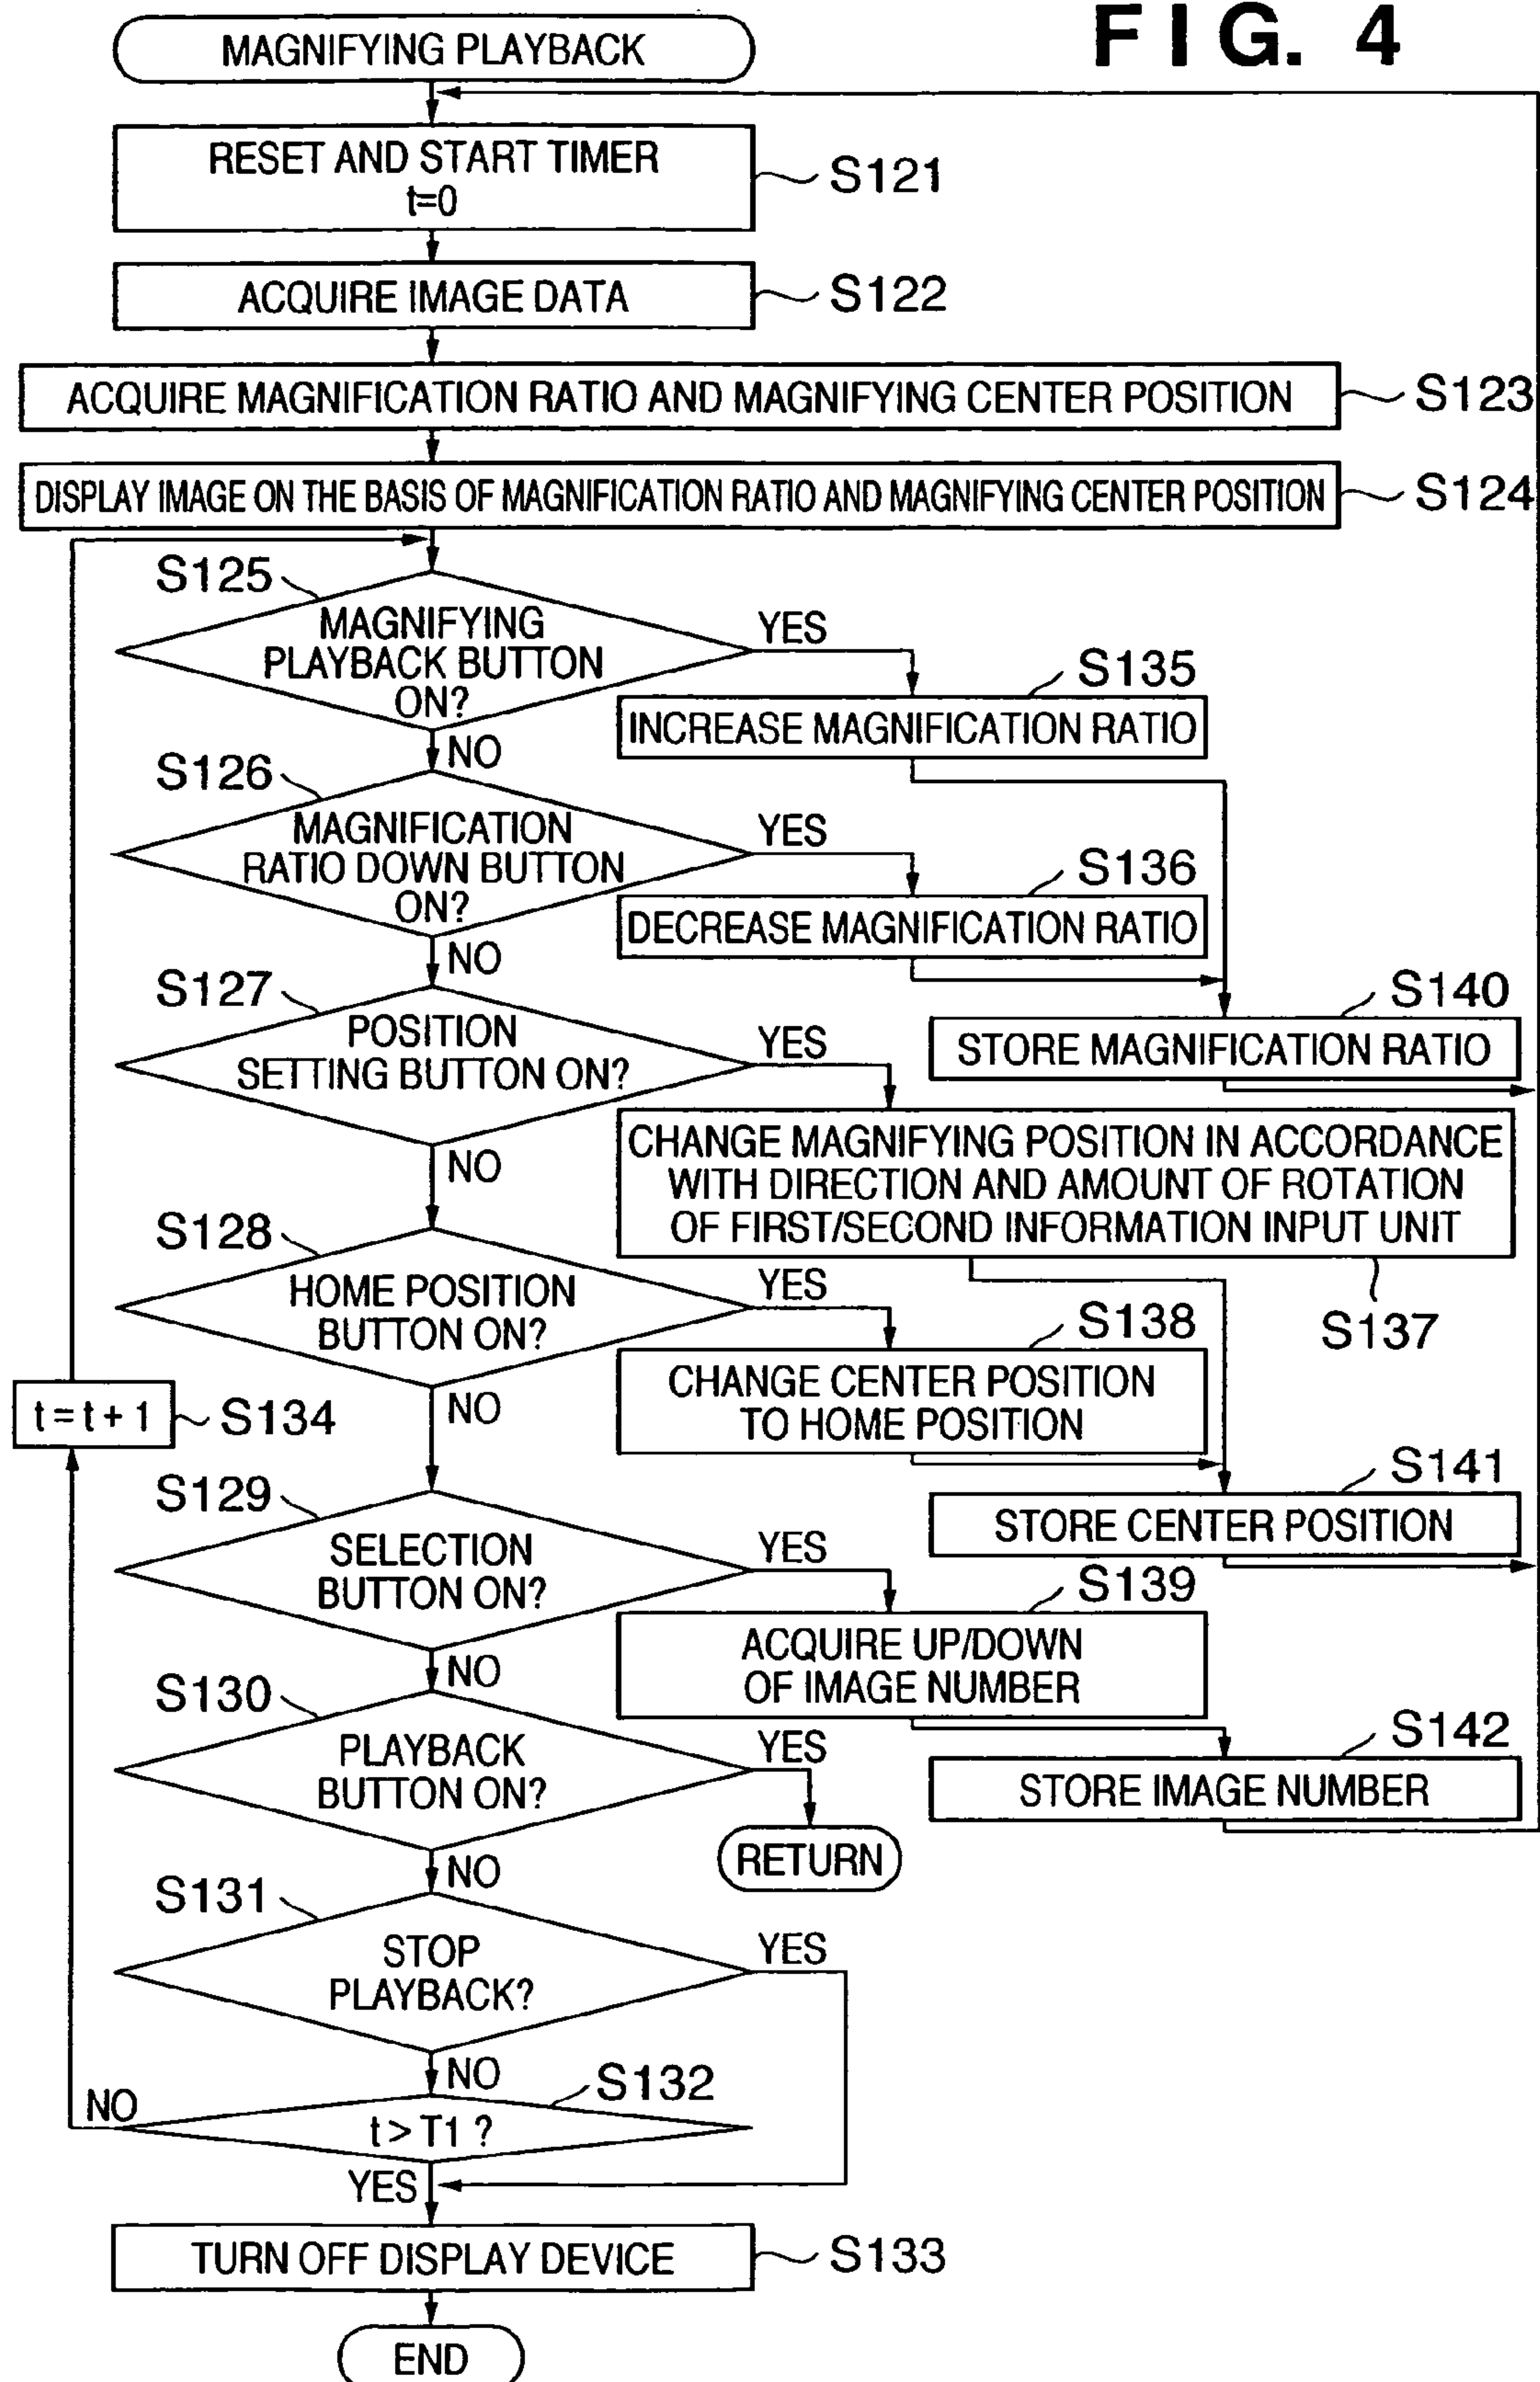 FIG. 4
MAGNIFYING PLAYBACK
RESET AND START TIMER
t=0
S121
ACQUIRE IMAGE DATA
S122
ACQUIRE MAGNIFICATION RATIO AND MAGNIFYING CENTER POSITION
S123
DISPLAY IMAGE ON THE BASIS OF MAGNIFICATION RATIO AND MAGNIFYING CENTER POSITION
S124
S125
MAGNIFYING
PLAYBACK BUTTON
ON?
YES
NO
S135
INCREASE MAGNIFICATION RATIO
S126
MAGNIFICATION
RATIO DOWN BUTTON
ON?
YES
NO
S136
DECREASE MAGNIFICATION RATIO
S140
STORE MAGNIFICATION RATIO
S127
POSITION
SETTING BUTTON ON?
YES
NO
CHANGE MAGNIFYING POSITION IN ACCORDANCE
WITH DIRECTION AND AMOUNT OF ROTATION
OF FIRST/SECOND INFORMATION INPUT UNIT
S137
S128
HOME POSITION
BUTTON ON?
YES
NO
S138
CHANGE CENTER POSITION
TO HOME POSITION
t=t+1
S134
S141
STORE CENTER POSITION
S129
SELECTION
BUTTON ON?
YES
NO
S139
ACQUIRE UP/DOWN
OF IMAGE NUMBER
S142
STORE IMAGE NUMBER
S130
PLAYBACK
BUTTON ON?
YES
NO
RETURN
S131
STOP
PLAYBACK?
YES
NO
S132
t>T1?
NO
YES
TURN OFF DISPLAY DEVICE
S133
END